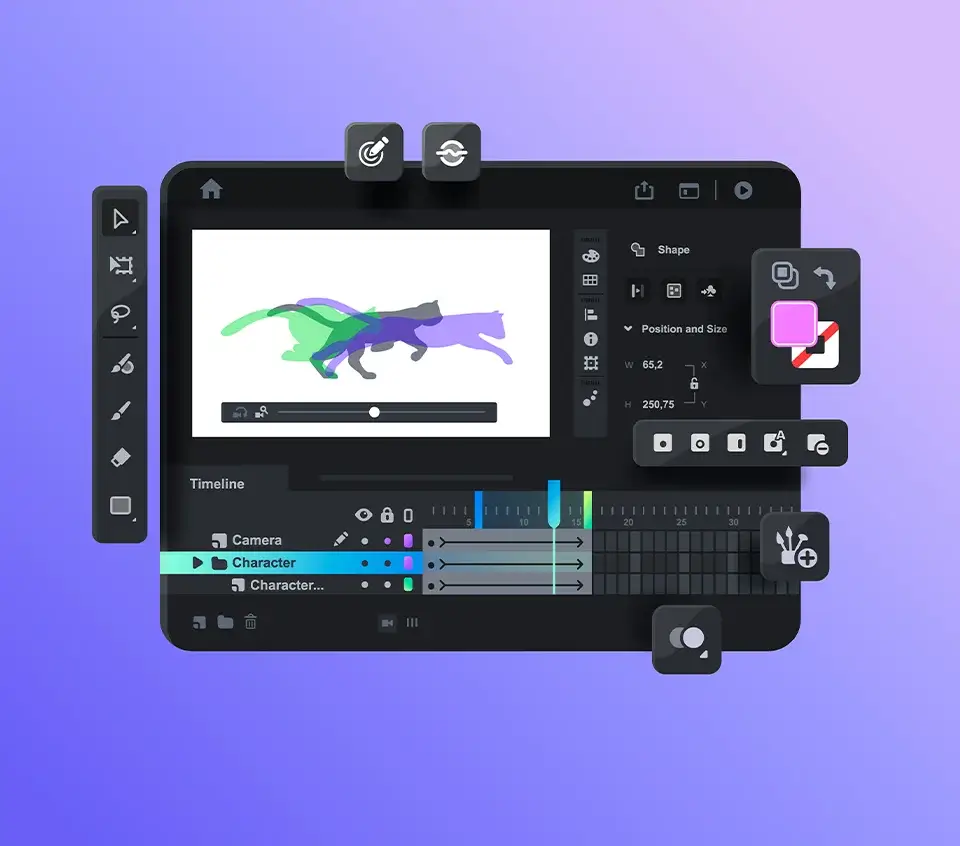 Shape
Position and Size
W 65,2 X
H 250,75 Y
A
Timeline
5 10 15 20 25 30
Camera
Character
Character...